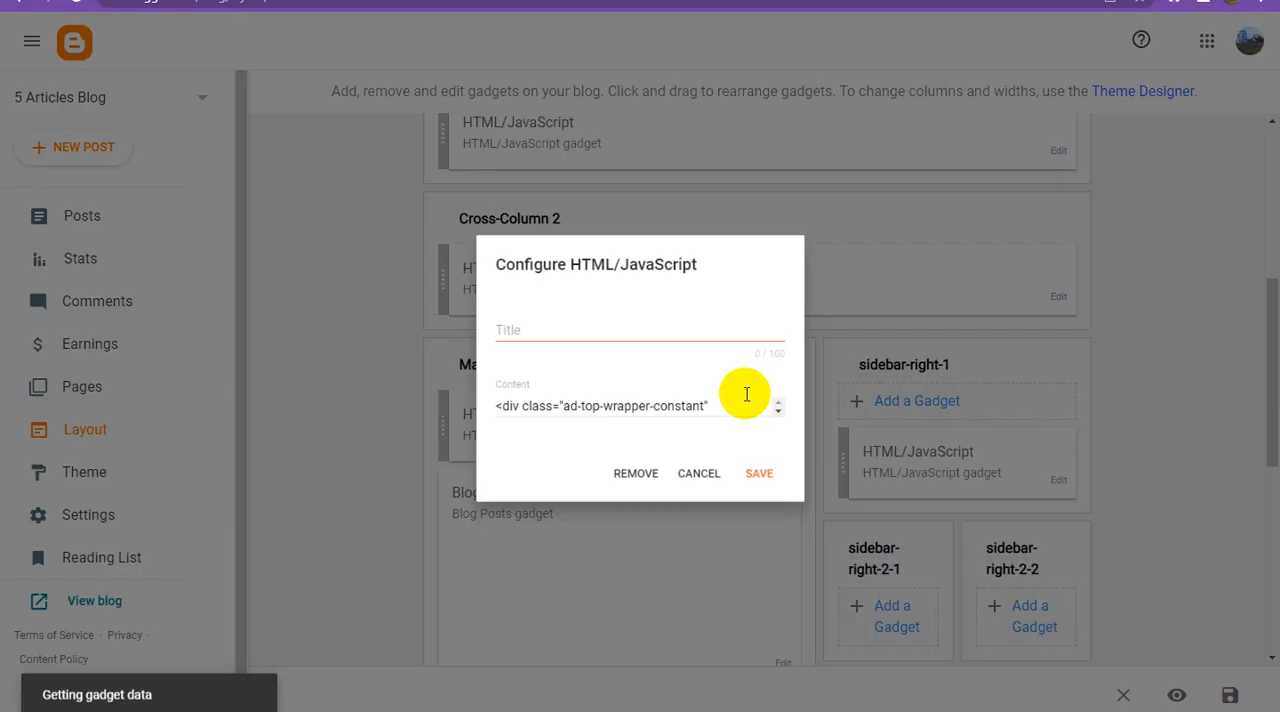 5 Articles Blog
NEW POST
Posts
Stats
Comments
Earnings
Pages
Layout
Theme
Settings
Reading List
View blog
Terms of Service · Privacy ·
Content Policy
Getting gadget data
Add, remove and edit gadgets on your blog. Click and drag to rearrange gadgets. To change columns and widths, use the Theme Designer.
HTML/JavaScript
HTML/JavaScript gadget
Edit
Cross-Column 2
Edit
Configure HTML/JavaScript
Title
0 / 100
Content
<div class="ad-top-wrapper-constant"
REMOVE CANCEL SAVE
Blog Posts gadget
Edit
sidebar-right-1
Add a Gadget
HTML/JavaScript
HTML/JavaScript gadget
Edit
sidebar-
right-2-1
Add a
Gadget
sidebar-
right-2-2
Add a
Gadget